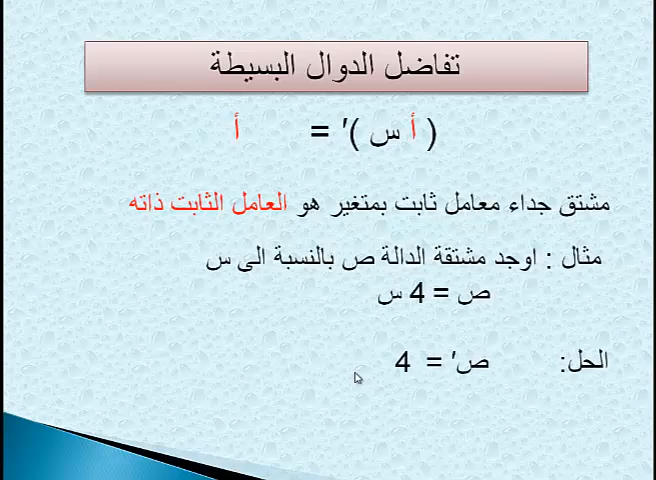 تفاضل الدوال البسيطة
( أ س )′ = أ
مشتق جداء معامل ثابت بمتغير هو العامل الثابت ذاته
مثال : اوجد مشتقة الدالة ص بالنسبة الى س
ص = 4 س
الحل: ص′ = 4